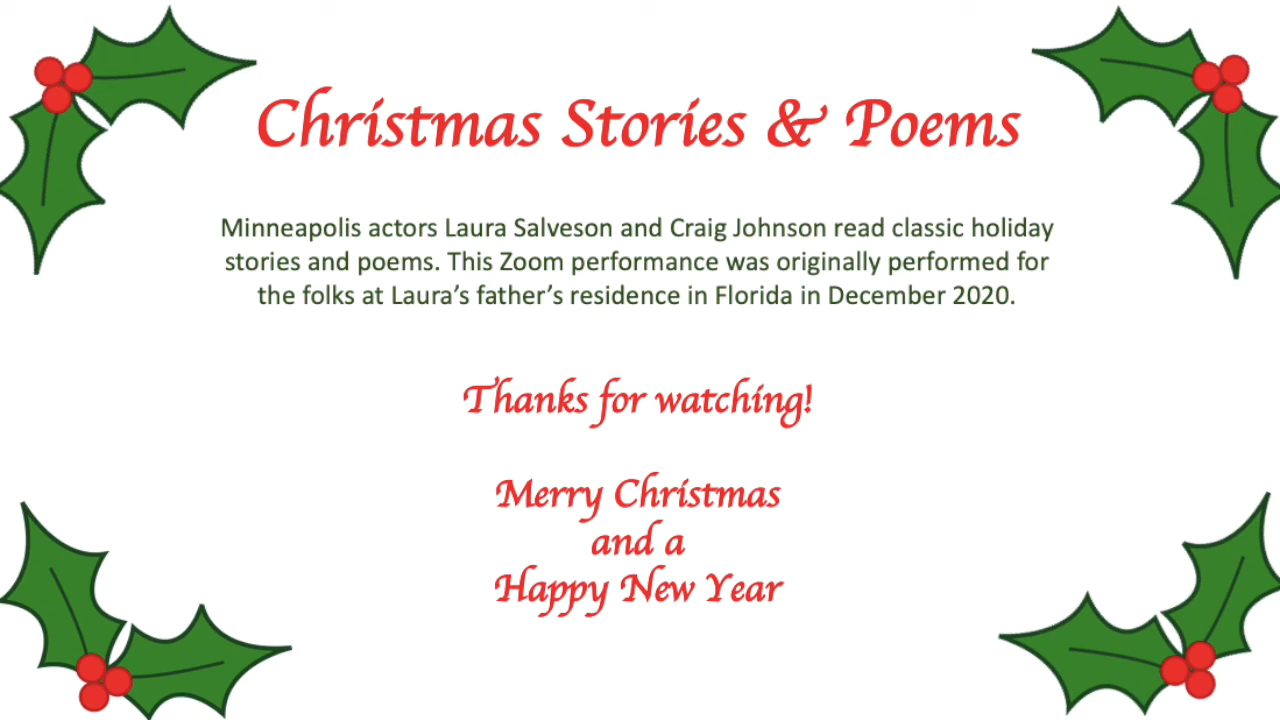 Christmas Stories & Poems
Minneapolis actors Laura Salveson and Craig Johnson read classic holiday
stories and poems. This Zoom performance was originally performed for
the folks at Laura’s father’s residence in Florida in December 2020.
Thanks for watching!
Merry Christmas
and a
Happy New Year